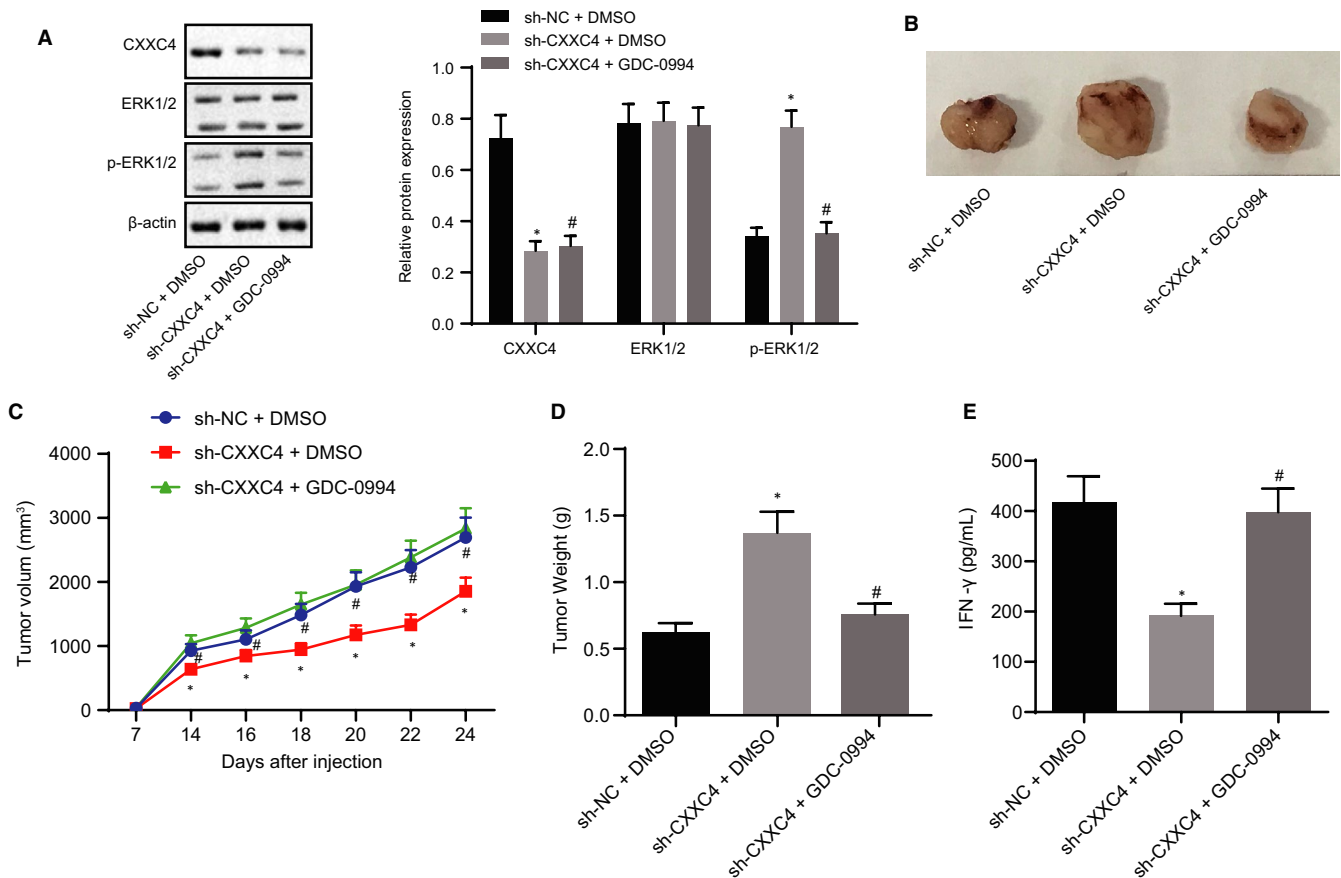 A
CXXC4
ERK1/2
p-ERK1/2
β-actin
sh-NC + DMSO
sh-CXXC4 + DMSO
sh-CXXC4 + GDC-0994
sh-NC + DMSO
sh-CXXC4 + DMSO
sh-CXXC4 + GDC-0994
Relative protein expression
1.0
0.8
0.6
0.4
0.2
0.0
*
#
*
#
CXXC4
ERK1/2
p-ERK1/2
B
sh-NC + DMSO
sh-CXXC4 + DMSO
sh-CXXC4 + GDC-0994
C
sh-NC + DMSO
sh-CXXC4 + DMSO
sh-CXXC4 + GDC-0994
Tumor volum (mm³)
4000
3000
2000
1000
0
# # # # # #
* * * * * *
7 14 16 18 20 22 24
Days after injection
D
Tumor Weight (g)
2.0
1.5
1.0
0.5
0.0
*
#
sh-NC + DMSO
sh-CXXC4 + DMSO
sh-CXXC4 + GDC-0994
E
IFN -γ (pg/mL)
500
400
300
200
100
0
*
#
sh-NC + DMSO
sh-CXXC4 + DMSO
sh-CXXC4 + GDC-0994